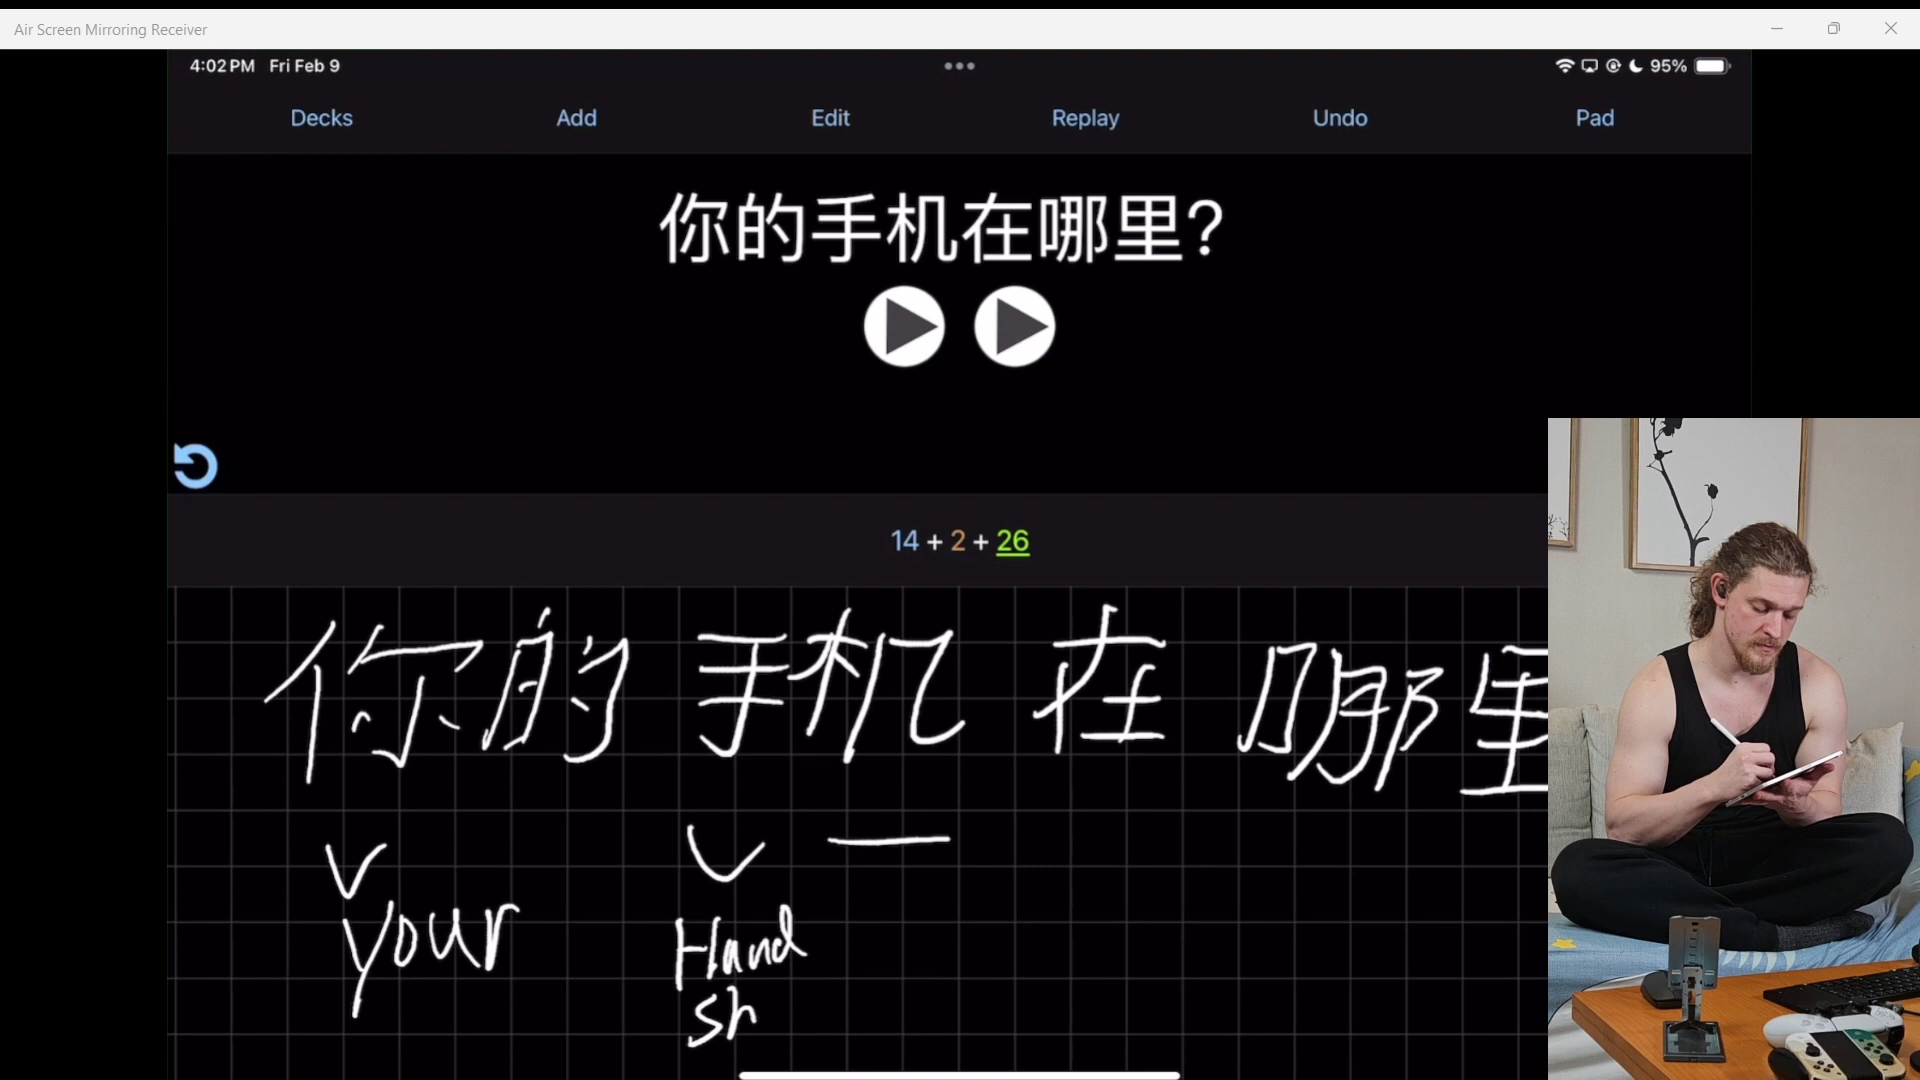 Air Screen Mirroring Receiver
4:02 PM Fri Feb 9
95%
Decks Add Edit Replay Undo Pad
你的手机在哪里?
14 + 2 + 26
你的 手机 在 哪里
your
Hand
sh